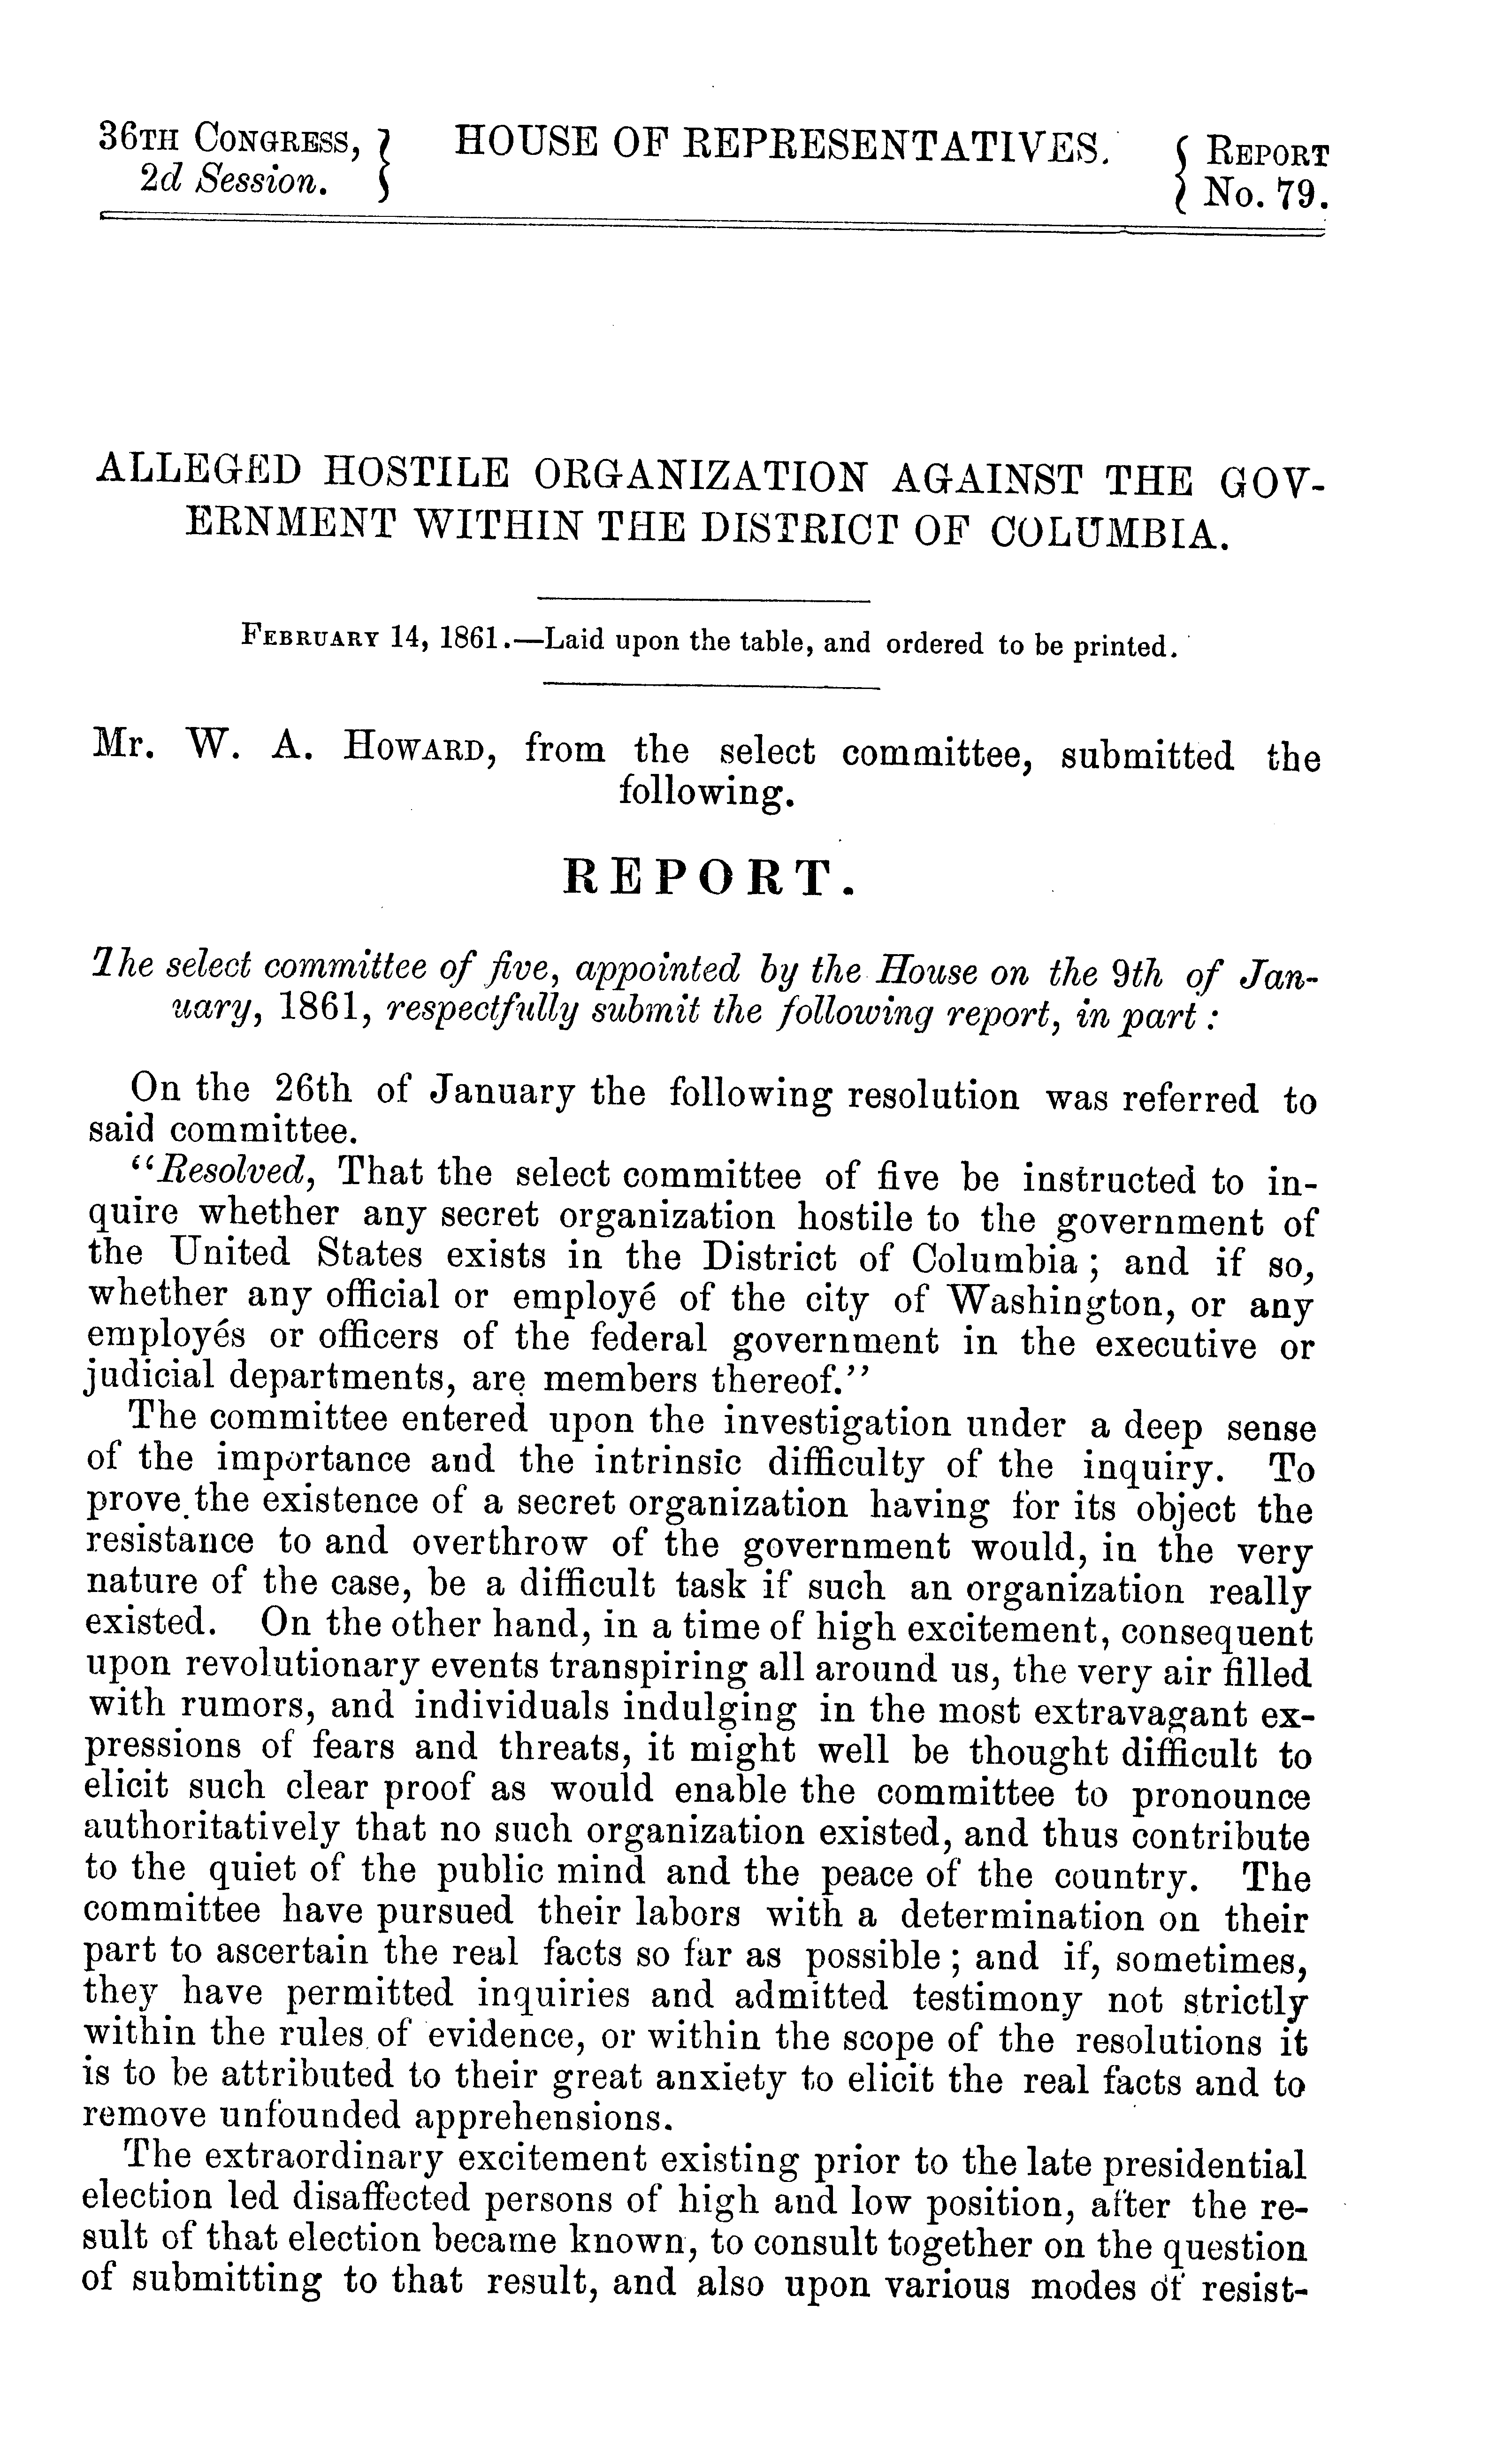 36TH CONGRESS, } HOUSE OF REPRESENTATIVES. { REPORT
2d Session. } { No. 79.
ALLEGED HOSTILE ORGANIZATION AGAINST THE GOV-
ERNMENT WITHIN THE DISTRICT OF COLUMBIA.
FEBRUARY 14, 1861.—Laid upon the table, and ordered to be printed.
Mr. W. A. HOWARD, from the select committee, submitted the
following.
REPORT.
The select committee of five, appointed by the House on the 9th of Jan-
uary, 1861, respectfully submit the following report, in part:
On the 26th of January the following resolution was referred to
said committee.
"Resolved, That the select committee of five be instructed to in-
quire whether any secret organization hostile to the government of
the United States exists in the District of Columbia; and if so,
whether any official or employé of the city of Washington, or any
employés or officers of the federal government in the executive or
judicial departments, are members thereof."
The committee entered upon the investigation under a deep sense
of the importance and the intrinsic difficulty of the inquiry. To
prove the existence of a secret organization having for its object the
resistance to and overthrow of the government would, in the very
nature of the case, be a difficult task if such an organization really
existed. On the other hand, in a time of high excitement, consequent
upon revolutionary events transpiring all around us, the very air filled
with rumors, and individuals indulging in the most extravagant ex-
pressions of fears and threats, it might well be thought difficult to
elicit such clear proof as would enable the committee to pronounce
authoritatively that no such organization existed, and thus contribute
to the quiet of the public mind and the peace of the country. The
committee have pursued their labors with a determination on their
part to ascertain the real facts so far as possible; and if, sometimes,
they have permitted inquiries and admitted testimony not strictly
within the rules of evidence, or within the scope of the resolutions it
is to be attributed to their great anxiety to elicit the real facts and to
remove unfounded apprehensions.
The extraordinary excitement existing prior to the late presidential
election led disaffected persons of high and low position, after the re-
sult of that election became known, to consult together on the question
of submitting to that result, and also upon various modes of resist-